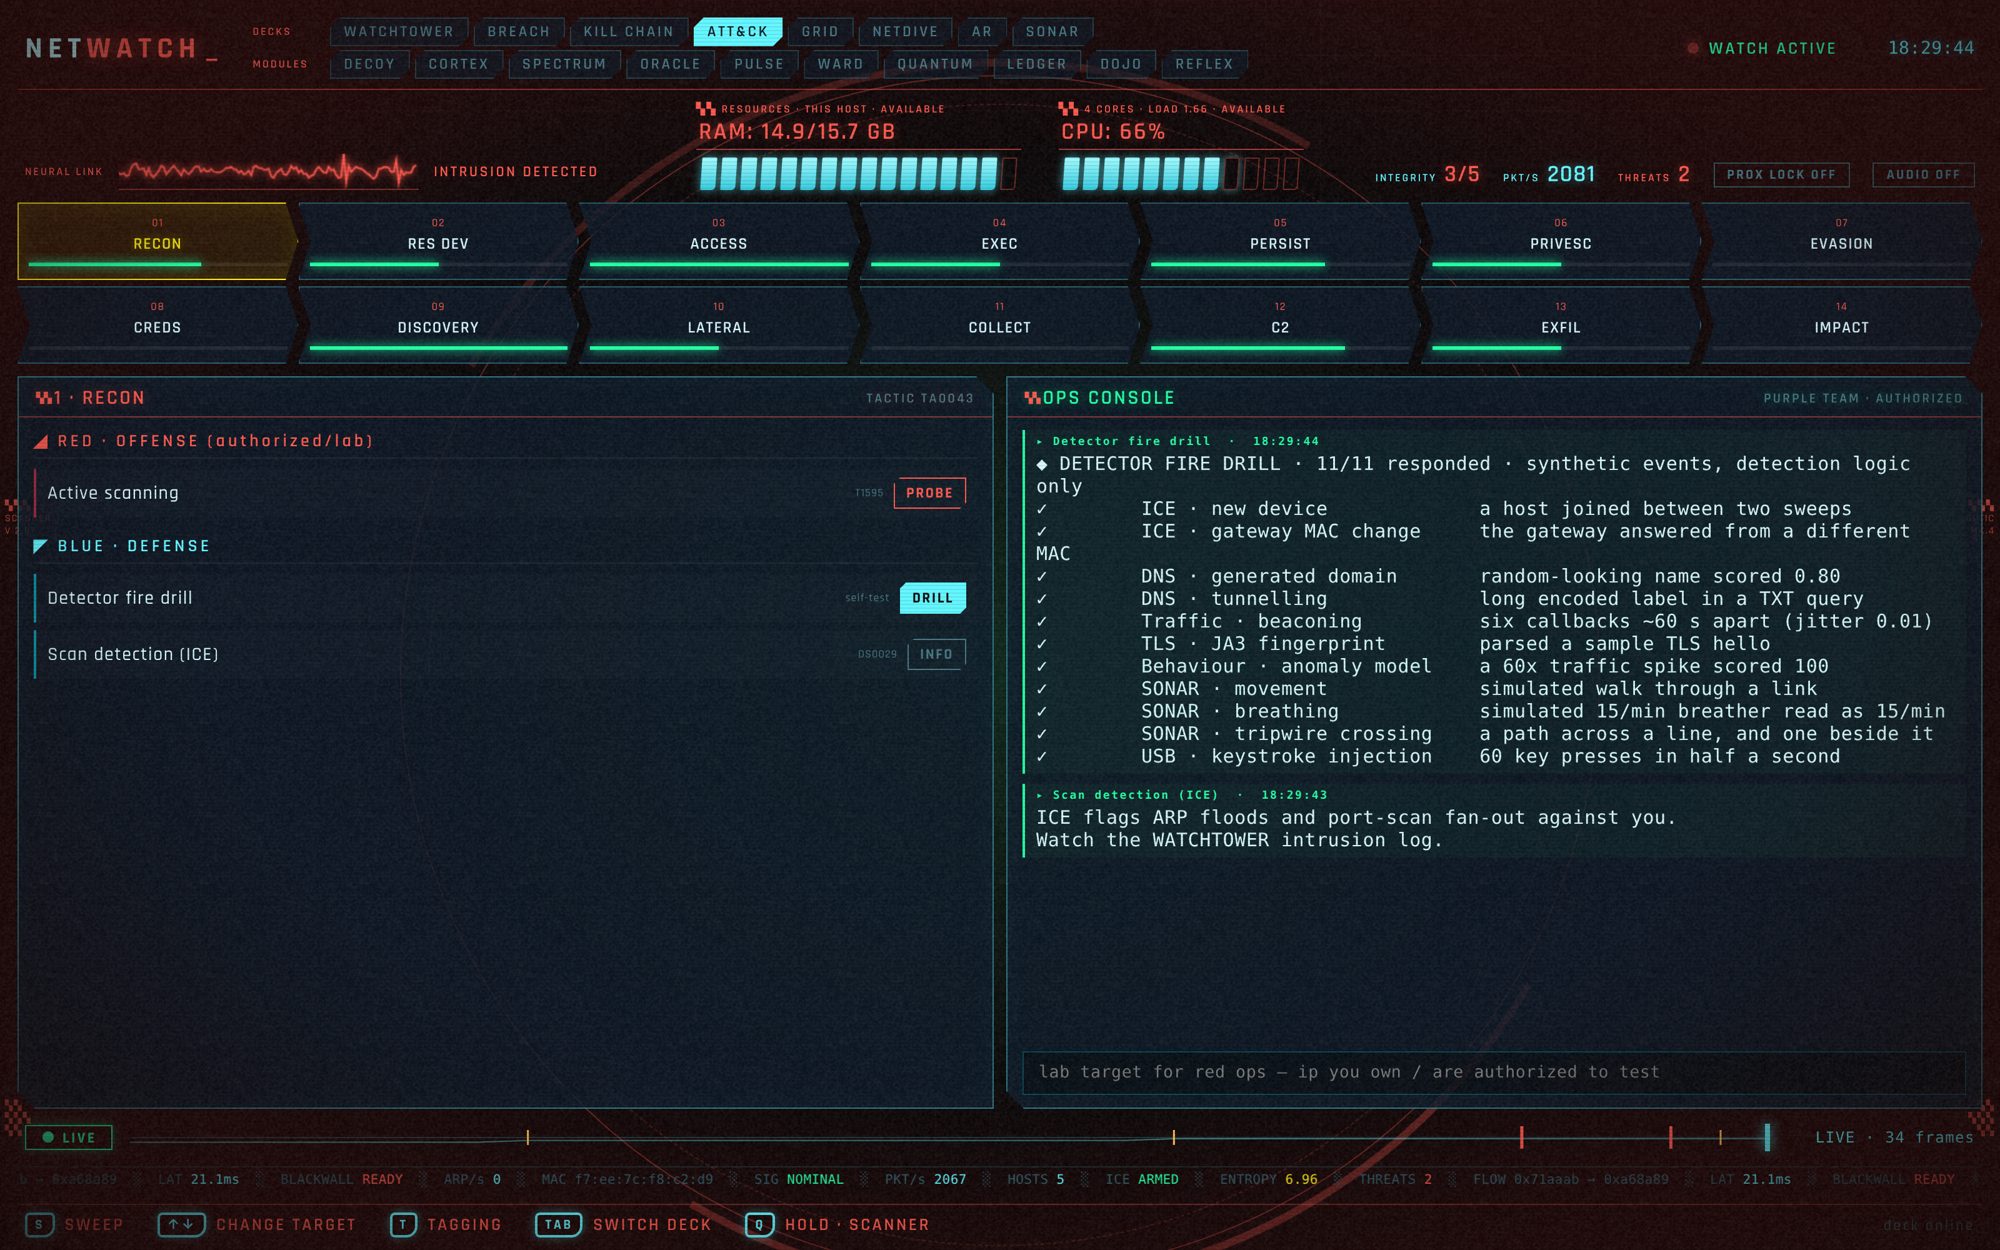 NETWATCH_
DECKS
WATCHTOWER BREACH KILL CHAIN ATT&CK GRID NETDIVE AR SONAR
MODULES
DECOY CORTEX SPECTRUM ORACLE PULSE WARD QUANTUM LEDGER DOJO REFLEX
WATCH ACTIVE 18:29:44
NEURAL LINK
INTRUSION DETECTED
RESOURCES · THIS HOST · AVAILABLE
RAM: 14.9/15.7 GB
4 CORES · LOAD 1.66 · AVAILABLE
CPU: 66%
INTEGRITY 3/5 PKT/S 2081 THREATS 2 PROX LOCK OFF AUDIO OFF
01 RECON
02 RES DEV
03 ACCESS
04 EXEC
05 PERSIST
06 PRIVESC
07 EVASION
08 CREDS
09 DISCOVERY
10 LATERAL
11 COLLECT
12 C2
13 EXFIL
14 IMPACT
1 · RECON TACTIC TA0043
RED · OFFENSE (authorized/lab)
Active scanning T1595 PROBE
BLUE · DEFENSE
Detector fire drill self-test DRILL
Scan detection (ICE) DS0029 INFO
OPS CONSOLE PURPLE TEAM · AUTHORIZED
▸ Detector fire drill · 18:29:44
◆ DETECTOR FIRE DRILL · 11/11 responded · synthetic events, detection logic
only
✓ ICE · new device a host joined between two sweeps
✓ ICE · gateway MAC change the gateway answered from a different
MAC
✓ DNS · generated domain random-looking name scored 0.80
✓ DNS · tunnelling long encoded label in a TXT query
✓ Traffic · beaconing six callbacks ~60 s apart (jitter 0.01)
✓ TLS · JA3 fingerprint parsed a sample TLS hello
✓ Behaviour · anomaly model a 60x traffic spike scored 100
✓ SONAR · movement simulated walk through a link
✓ SONAR · breathing simulated 15/min breather read as 15/min
✓ SONAR · tripwire crossing a path across a line, and one beside it
✓ USB · keystroke injection 60 key presses in half a second
▸ Scan detection (ICE) · 18:29:43
ICE flags ARP floods and port-scan fan-out against you.
Watch the WATCHTOWER intrusion log.
lab target for red ops — ip you own / are authorized to test
LIVE
LIVE · 34 frames
→ 0xa68a89 LAT 21.1ms BLACKWALL READY ARP/s 0 MAC f7:ee:7c:f8:c2:d9 SIG NOMINAL PKT/s 2067 HOSTS 5 ICE ARMED ENTROPY 6.96 THREATS 2 FLOW 0x71aaab → 0xa68a89 LAT 21.1ms BLACKWALL READY
S SWEEP ↑↓ CHANGE TARGET T TAGGING TAB SWITCH DECK Q HOLD · SCANNER
deck online